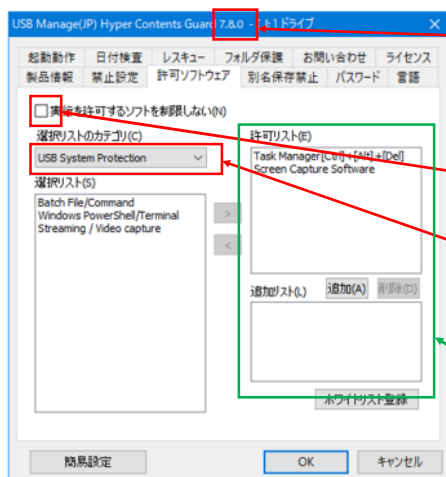 USB Manage(JP) Hyper Contents Guard 7.8.0 - ドライブ
起動動作 日付検査 レスキュー フォルダ保護 お問い合わせ ライセンス
製品情報 禁止設定 許可ソフトウェア 別名保存禁止 パスワード 言語
実行を許可するソフトを制限しない(N)
選択リストのカテゴリ(C)
USB System Protection
選択リスト(S)
Batch File/Command
Windows PowerShell/Terminal
Streaming / Video capture
>
<
許可リスト(E)
Task Manager[Ctrl]+[Alt]+[Del]
Screen Capture Software
追加リスト(L) 追加(A) 削除(D)
ホワイトリスト登録
簡易設定 OK キャンセル